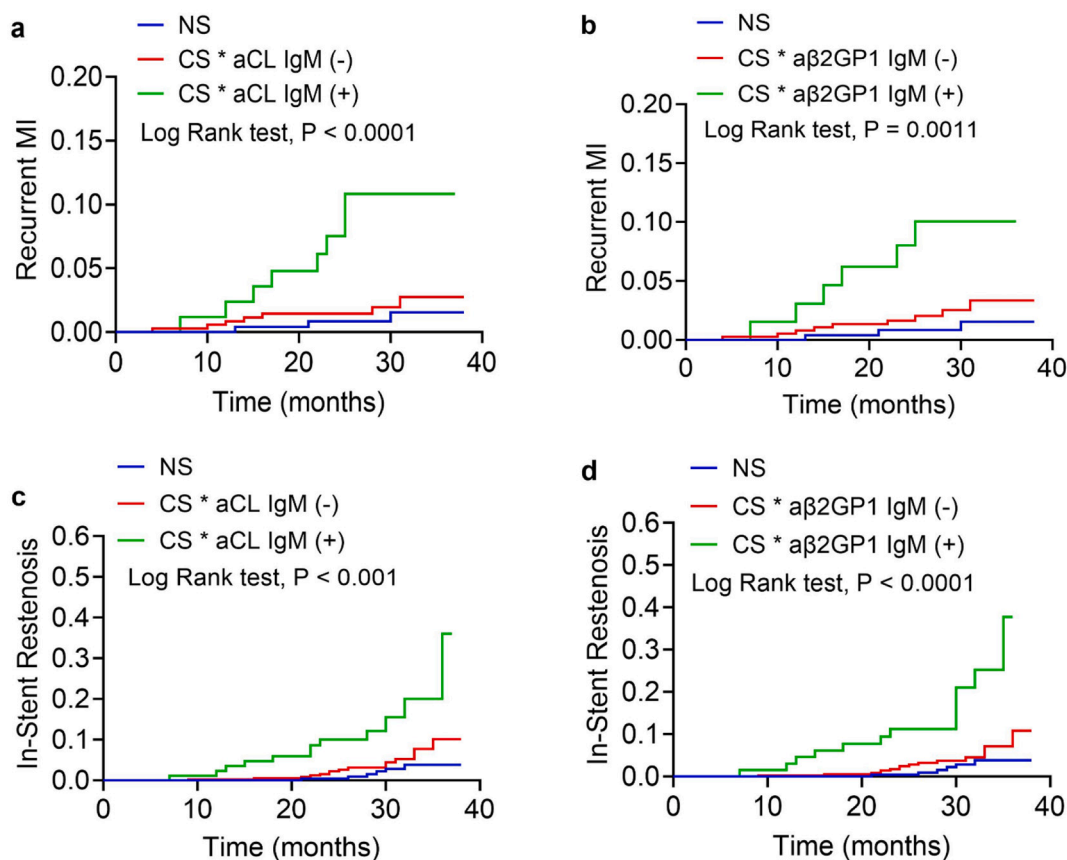 a
NS
CS * aCL IgM (-)
CS * aCL IgM (+)
Log Rank test, P < 0.0001
Recurrent MI
0.20
0.15
0.10
0.05
0.00
0 10 20 30 40
Time (months)
b
NS
CS * aβ2GP1 IgM (-)
CS * aβ2GP1 IgM (+)
Log Rank test, P = 0.0011
Recurrent MI
0.20
0.15
0.10
0.05
0.00
0 10 20 30 40
Time (months)
c
NS
CS * aCL IgM (-)
CS * aCL IgM (+)
Log Rank test, P < 0.001
In-Stent Restenosis
0.6
0.5
0.4
0.3
0.2
0.1
0.0
0 10 20 30 40
Time (months)
d
NS
CS * aβ2GP1 IgM (-)
CS * aβ2GP1 IgM (+)
Log Rank test, P < 0.0001
In-Stent Restenosis
0.6
0.5
0.4
0.3
0.2
0.1
0.0
0 10 20 30 40
Time (months)